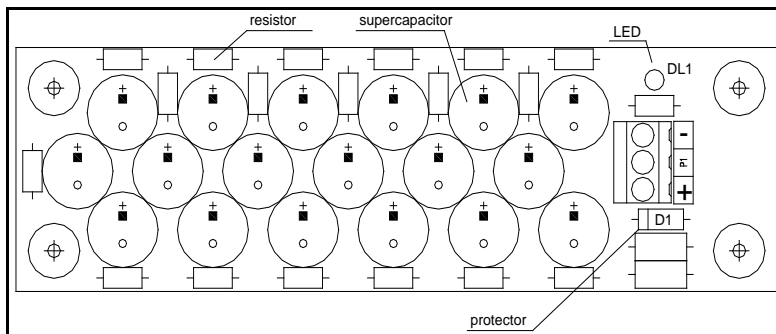 resistor
supercapacitor
LED
DL1
-
P1
+
D1
protector